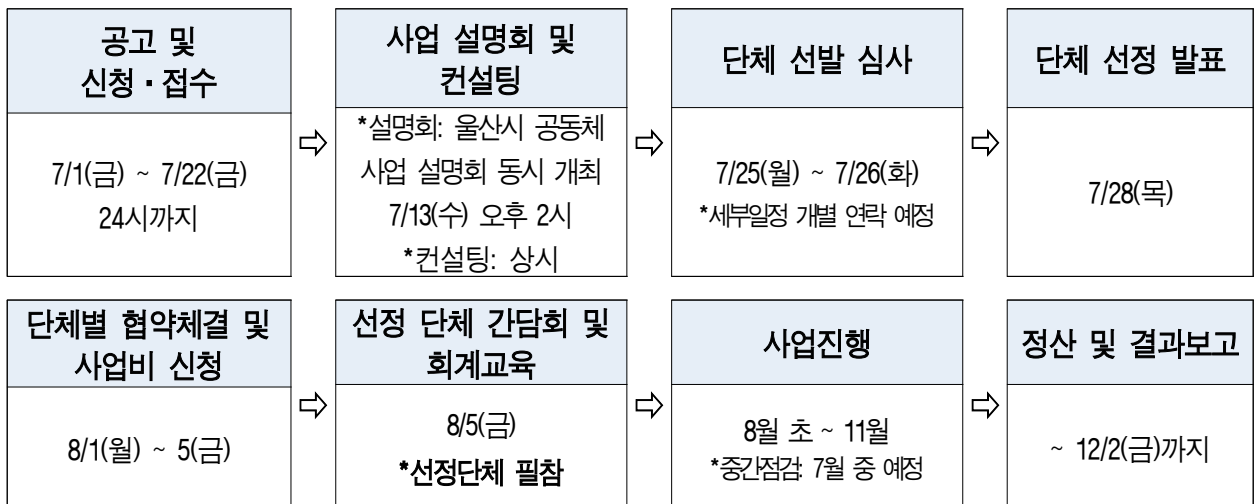 공고 및
신청·접수
7/1(금) ~ 7/22(금)
24시까지
⇨
사업 설명회 및
컨설팅
*설명회: 울산시 공동체
사업 설명회 동시 개최
7/13(수) 오후 2시
*컨설팅: 상시
⇨
단체 선발 심사
7/25(월) ~ 7/26(화)
*세부일정 개별 연락 예정
⇨
단체 선정 발표
7/28(목)
단체별 협약체결 및
사업비 신청
8/1(월) ~ 5(금)
⇨
선정 단체 간담회 및
회계교육
8/5(금)
*선정단체 필참
⇨
사업진행
8월 초 ~ 11월
*중간점검: 7월 중 예정
⇨
정산 및 결과보고
~ 12/2(금)까지